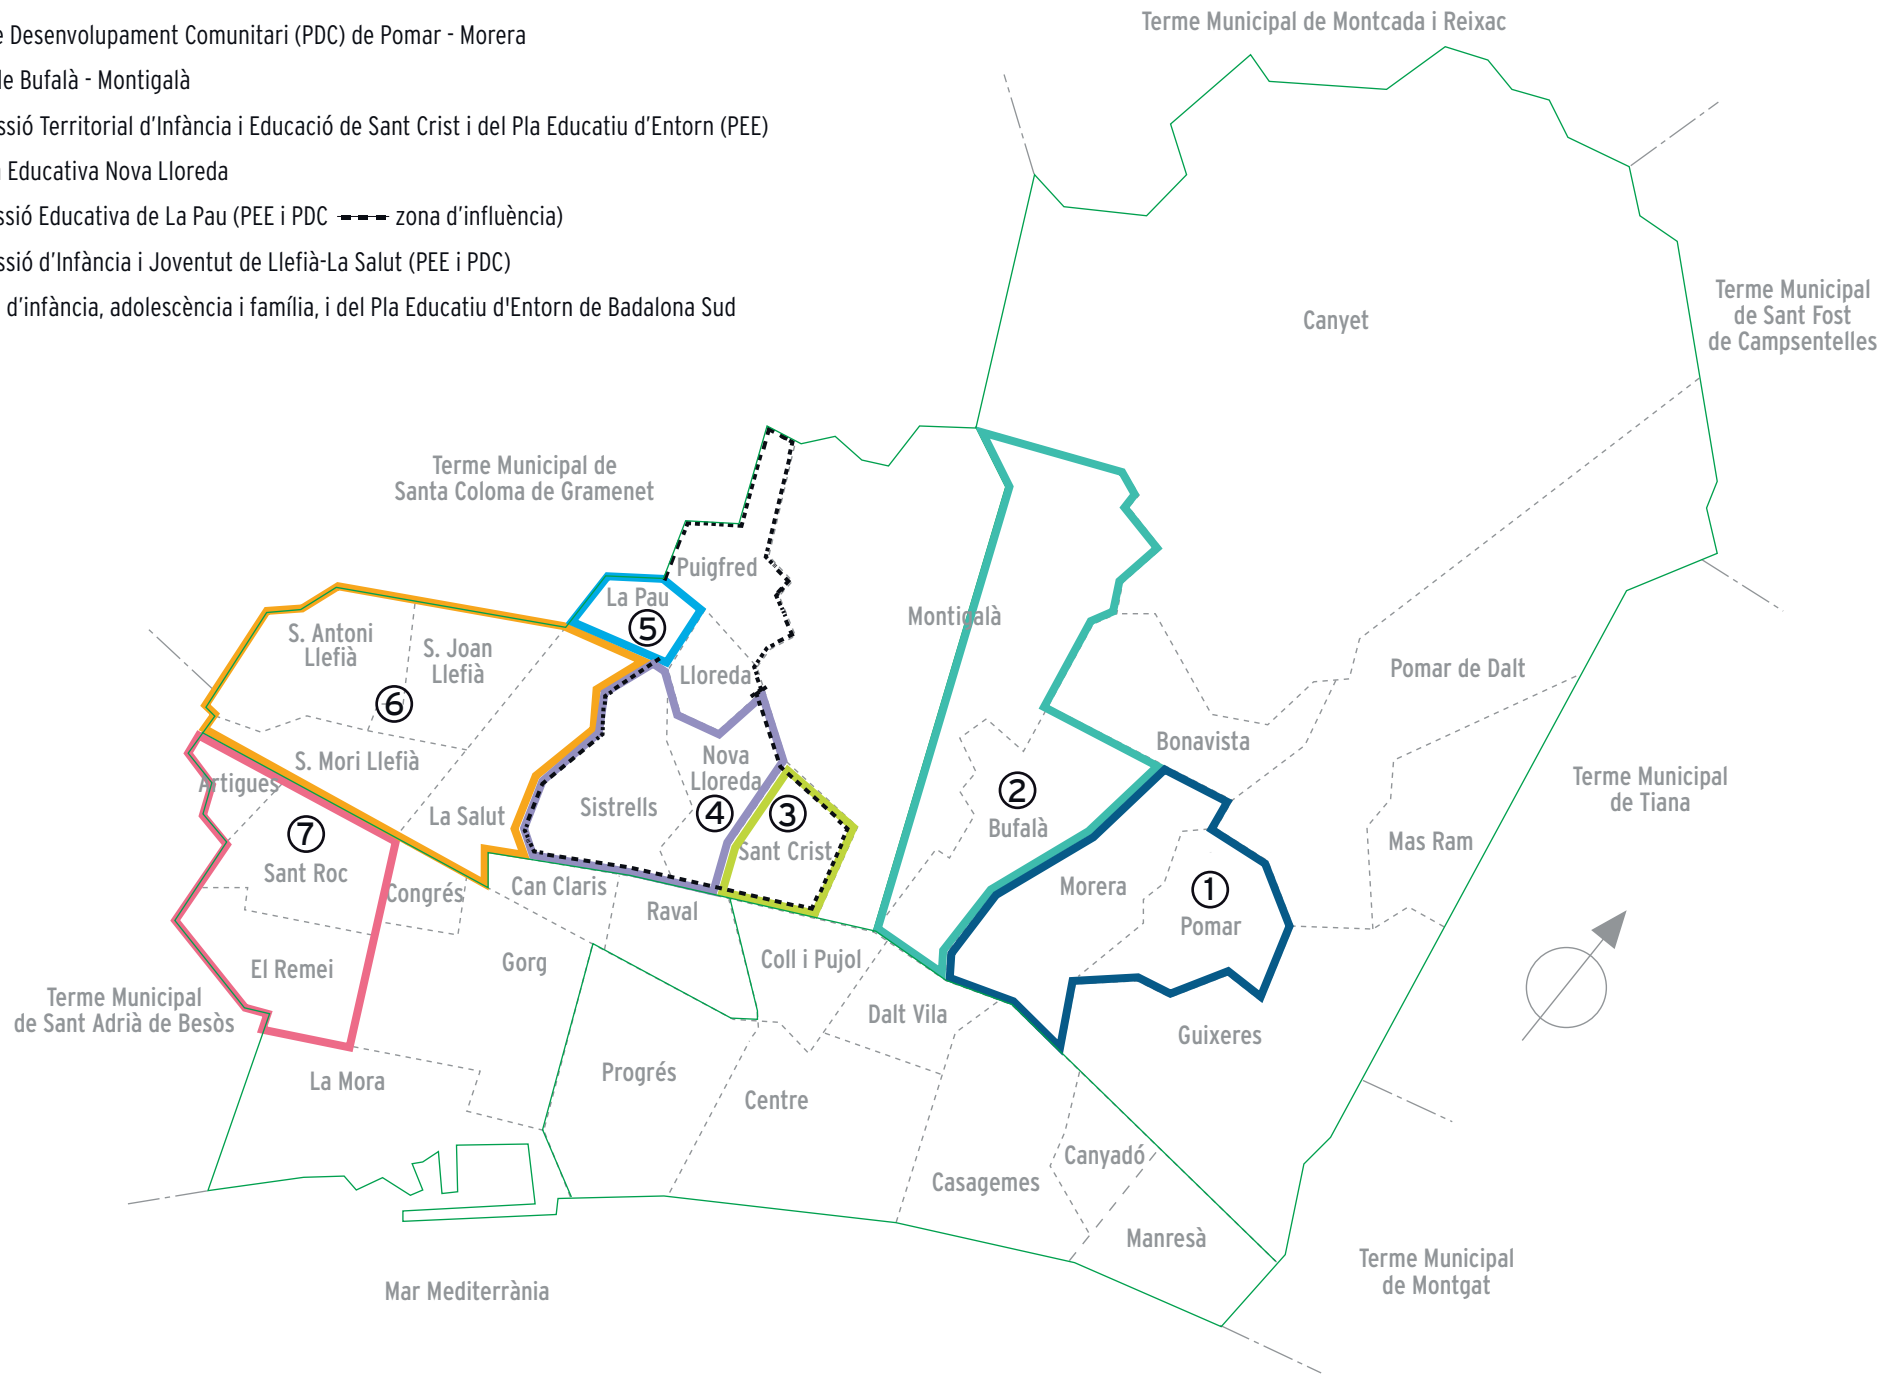 e Desenvolupament Comunitari (PDC) de Pomar - Morera
de Bufalà - Montigalà
ssió Territorial d'Infància i Educació de Sant Crist i del Pla Educatiu d'Entorn (PEE)
a Educativa Nova Lloreda
ssió Educativa de La Pau (PEE i PDC ---- zona d'influència)
ssió d'Infància i Joventut de Llefià-La Salut (PEE i PDC)
d'infància, adolescència i família, i del Pla Educatiu d'Entorn de Badalona Sud
Terme Municipal de Montcada i Reixac
Terme Municipal
de Sant Fost
de Campsentelles
Canyet
Terme Municipal de
Santa Coloma de Gramenet
Puigfred
La Pau
5
Montigalà
S. Antoni
Llefià
S. Joan
Llefià
Lloreda
Pomar de Dalt
6
Bonavista
S. Mori Llefià
Nova
Lloreda
Artigues
Terme Municipal
de Tiana
2
Bufalà
Sistrells
4
3
La Salut
7
Sant Crist
Mas Ram
Sant Roc
Congrés
Can Claris
Morera
1
Pomar
Raval
Gorg
Coll i Pujol
El Remei
Terme Municipal
de Sant Adrià de Besòs
Dalt Vila
Guixeres
La Mora
Progrés
Centre
Canyadó
Casagemes
Manresà
Terme Municipal
de Montgat
Mar Mediterrània